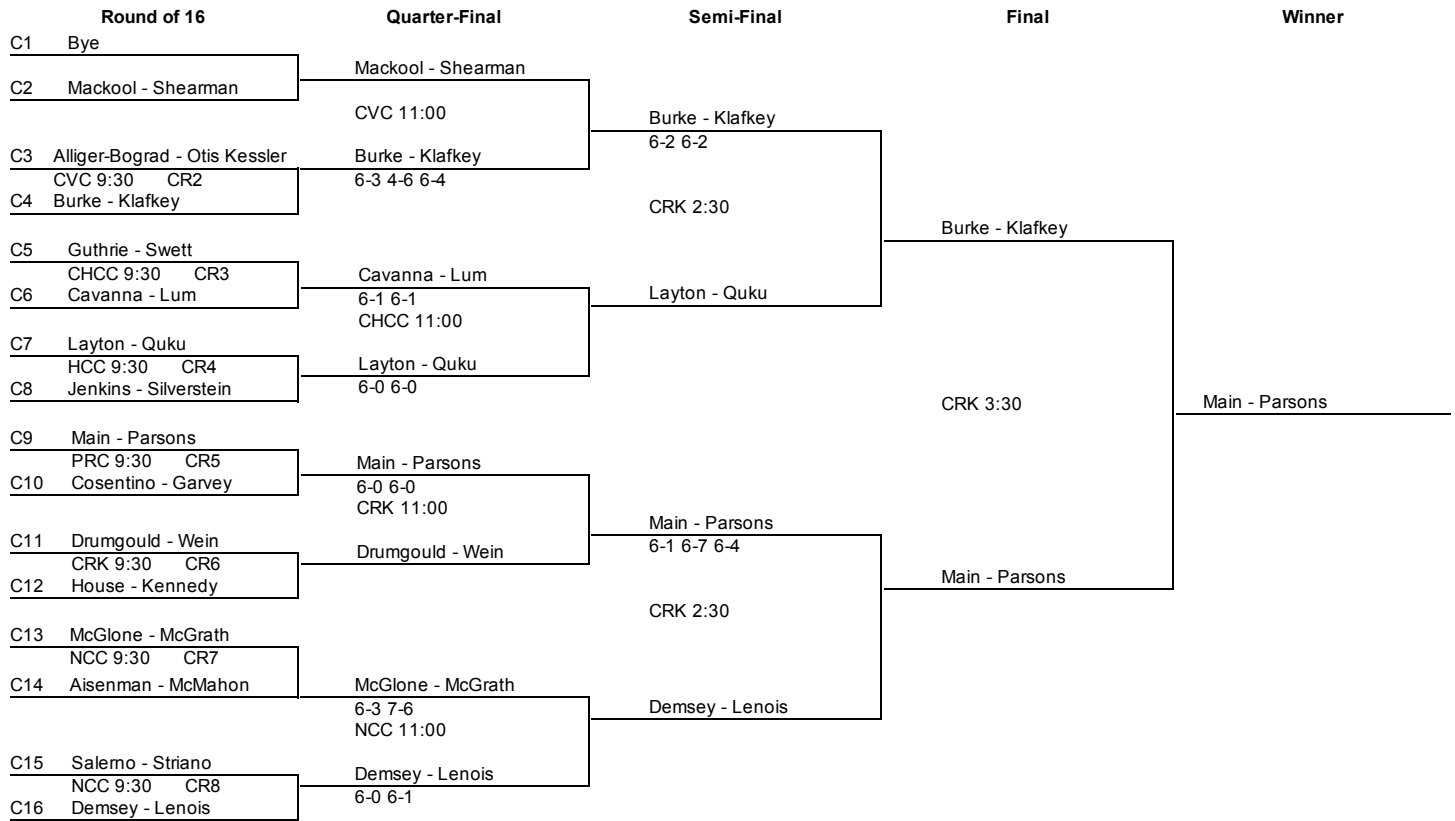 Round of 16 Quarter-Final Semi-Final Final Winner
C1 Bye
Mackool - Shearman
C2 Mackool - Shearman
CVC 11:00
Burke - Klafkey
6-2 6-2
C3 Alliger-Bograd - Otis Kessler
Burke - Klafkey
CVC 9:30 CR2
6-3 4-6 6-4
C4 Burke - Klafkey
CRK 2:30
Burke - Klafkey
C5 Guthrie - Swett
CHCC 9:30 CR3
Cavanna - Lum
C6 Cavanna - Lum
6-1 6-1
Layton - Quku
CHCC 11:00
C7 Layton - Quku
HCC 9:30 CR4
Layton - Quku
C8 Jenkins - Silverstein
6-0 6-0
CRK 3:30
Main - Parsons
C9 Main - Parsons
PRC 9:30 CR5
Main - Parsons
C10 Cosentino - Garvey
6-0 6-0
CRK 11:00
Main - Parsons
C11 Drumgould - Wein
6-1 6-7 6-4
Drumgould - Wein
CRK 9:30 CR6
Main - Parsons
C12 House - Kennedy
CRK 2:30
C13 McGlone - McGrath
NCC 9:30 CR7
C14 Aisenman - McMahon
McGlone - McGrath
6-3 7-6
Demsey - Lenois
NCC 11:00
C15 Salerno - Striano
Demsey - Lenois
NCC 9:30 CR8
6-0 6-1
C16 Demsey - Lenois